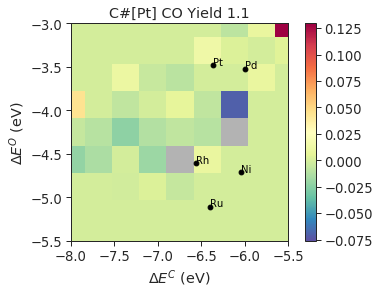 C#[Pt] CO Yield 1.1
ΔE^O (eV)
−3.0
−3.5
−4.0
−4.5
−5.0
−5.5
Pt
Pd
Rh
Ni
Ru
−8.0 −7.5 −7.0 −6.5 −6.0 −5.5
ΔE^C (eV)
0.125
0.100
0.075
0.050
0.025
0.000
−0.025
−0.050
−0.075